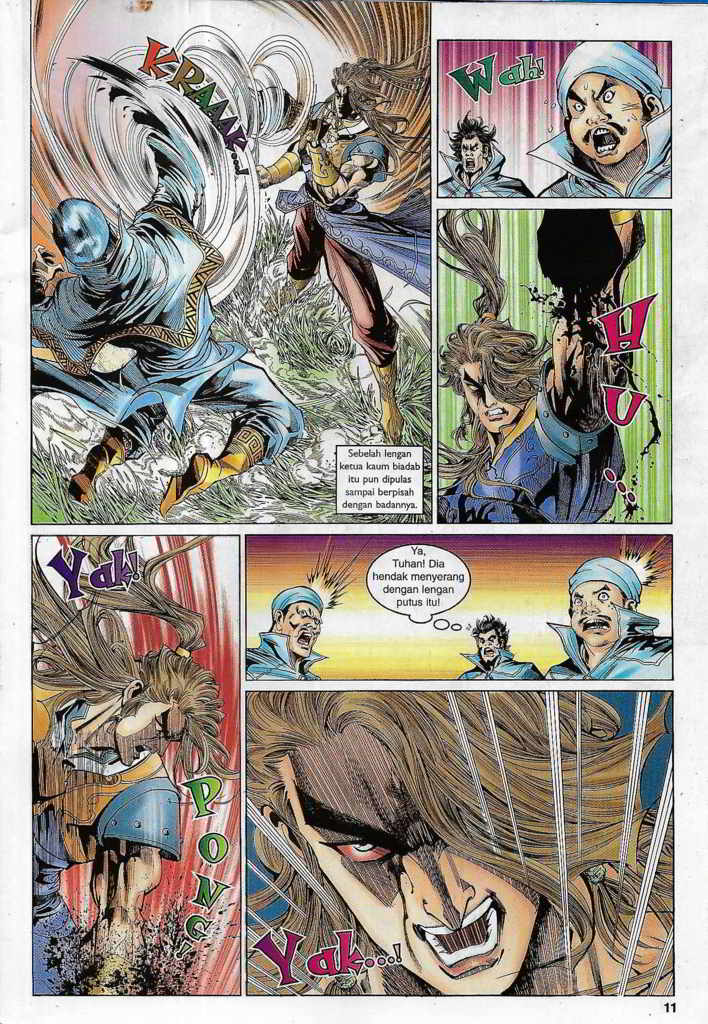 KRAAAK...!
Wah!
Sebelah lengan
ketua kaum biadab
itu pun dipulas
sampai berpisah
dengan badannya.
HU...
Yak!
PONG!
Ya,
Tuhan! Dia
hendak menyerang
dengan lengan
putus itu!
Yak...!
11